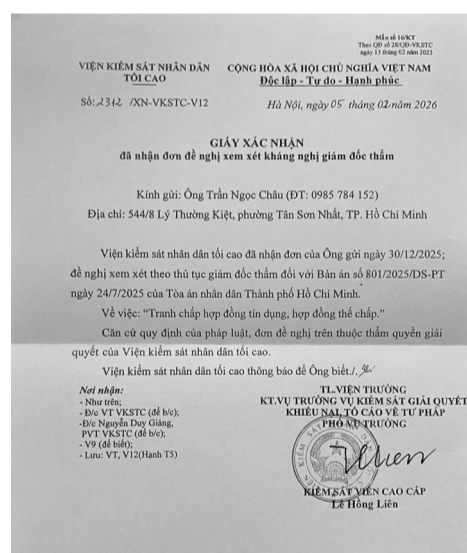 Mẫu số 16/KT
Theo QĐ số 28/QĐ-VKSTC
ngày 15 tháng 02 năm 2023
VIỆN KIỂM SÁT NHÂN DÂN
TỐI CAO
CỘNG HÒA XÃ HỘI CHỦ NGHĨA VIỆT NAM
Độc lập - Tự do - Hạnh phúc
Số: 2312 /XN-VKSTC-V12
Hà Nội, ngày 05 tháng 02 năm 2026
GIẤY XÁC NHẬN
đã nhận đơn đề nghị xem xét kháng nghị giám đốc thẩm
Kính gửi: Ông Trần Ngọc Châu (ĐT: 0985 784 152)
Địa chỉ: 544/8 Lý Thường Kiệt, phường Tân Sơn Nhất, TP. Hồ Chí Minh
Viện kiểm sát nhân dân tối cao đã nhận đơn của Ông gửi ngày 30/12/2025;
đề nghị xem xét theo thủ tục giám đốc thẩm đối với Bản án số 801/2025/DS-PT
ngày 24/7/2025 của Tòa án nhân dân Thành phố Hồ Chí Minh.
Về việc: “Tranh chấp hợp đồng tín dụng, hợp đồng thế chấp.”
Căn cứ quy định của pháp luật, đơn đề nghị trên thuộc thẩm quyền giải
quyết của Viện kiểm sát nhân dân tối cao.
Viện kiểm sát nhân dân tối cao thông báo để Ông biết./.
Nơi nhận:
- Như trên;
- Đ/c VT VKSTC (để b/c);
-Đ/c Nguyễn Duy Giảng,
PVT VKSTC (để b/c);
- V9 (để biết);
- Lưu: VT, V12(Hạnh T5)
TL.VIỆN TRƯỞNG
KT.VỤ TRƯỞNG VỤ KIỂM SÁT GIẢI QUYẾT
KHIẾU NẠI, TỐ CÁO VỀ TƯ PHÁP
PHÓ VỤ TRƯỞNG
KIỂM SÁT VIÊN CAO CẤP
Lê Hồng Liên